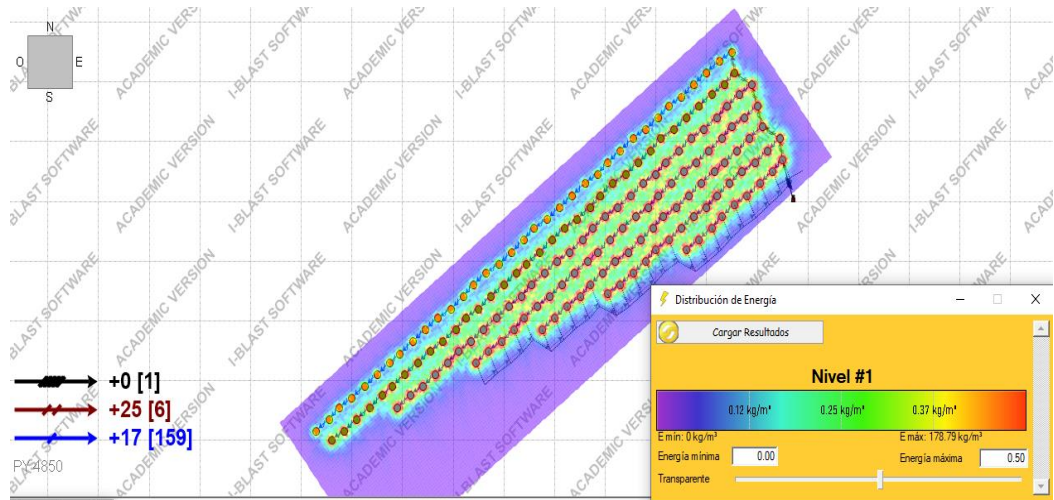 N
O
E
S
ACADEMIC VERSION
I-BLAST SOFTWARE
+0 [1]
+25 [6]
+17 [159]
PY-4850
Distribución de Energía
Cargar Resultados
Nivel #1
0.12 kg/m³
0.25 kg/m³
0.37 kg/m³
E min: 0 kg/m³
E máx: 178.79 kg/m³
Energía mínima
0.00
Energía máxima
0.50
Transparente